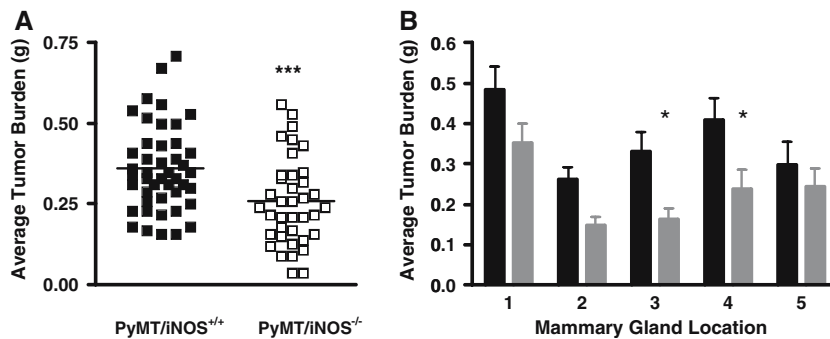 A
Average Tumor Burden (g)
0.75
0.50
0.25
0.00
***
PyMT/iNOS+/+
PyMT/iNOS-/-
B
Average Tumor Burden (g)
0.6
0.5
0.4
0.3
0.2
0.1
0.0
*
*
1 2 3 4 5
Mammary Gland Location